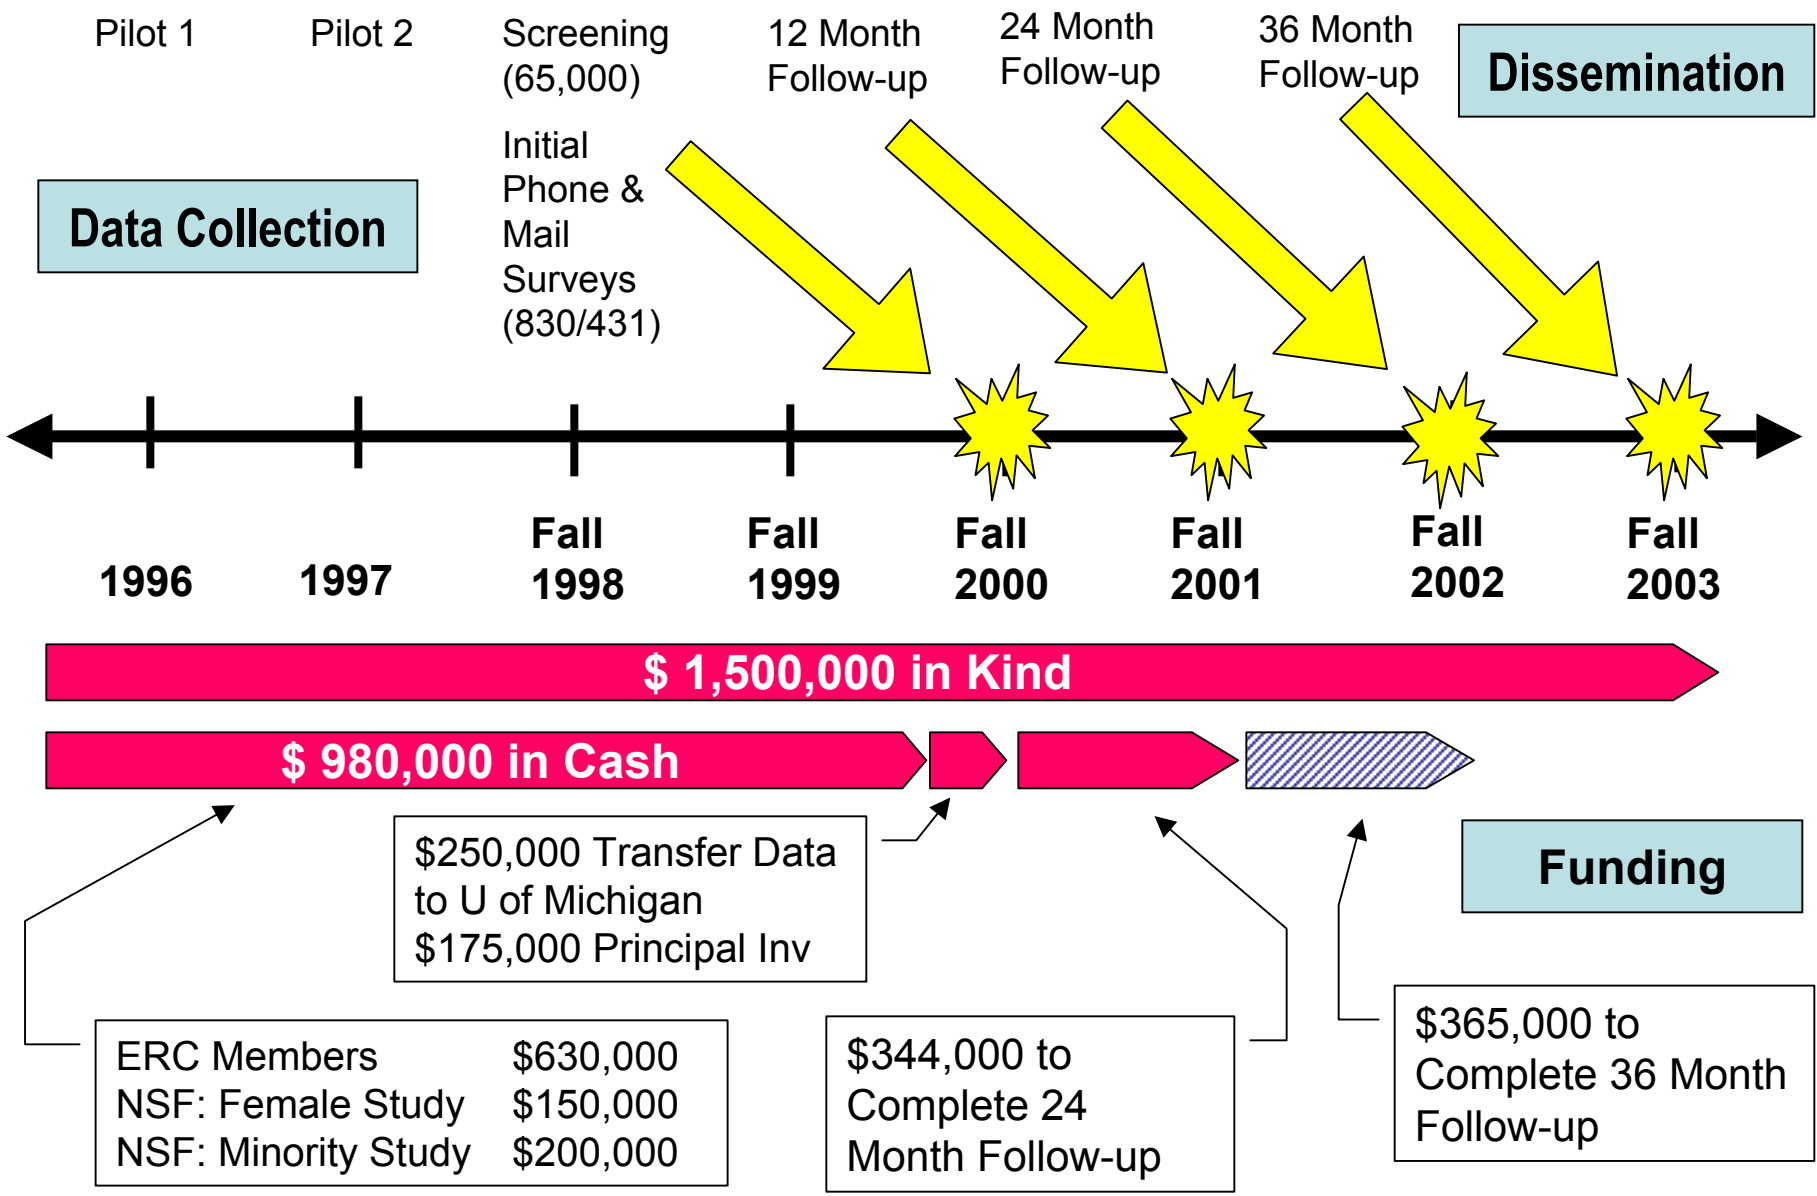 Pilot 1
Pilot 2
Screening
(65,000)
Initial
Phone &
Mail
Surveys
(830/431)
12 Month
Follow-up
24 Month
Follow-up
36 Month
Follow-up
Dissemination
Data Collection
1996
1997
Fall
1998
Fall
1999
Fall
2000
Fall
2001
Fall
2002
Fall
2003
$ 1,500,000 in Kind
$ 980,000 in Cash
$250,000 Transfer Data
to U of Michigan
$175,000 Principal Inv
Funding
ERC Members $630,000
NSF: Female Study $150,000
NSF: Minority Study $200,000
$344,000 to
Complete 24
Month Follow-up
$365,000 to
Complete 36 Month
Follow-up